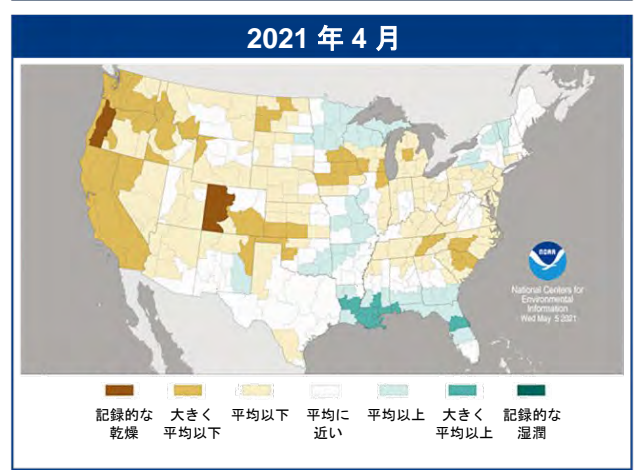 2021 年 4 月
NOAA
National Centers for
Environmental
Information
Wed May 5 2021
記録的な
乾燥
大きく
平均以下
平均以下
平均に
近い
平均以上
大きく
平均以上
記録的な
湿潤